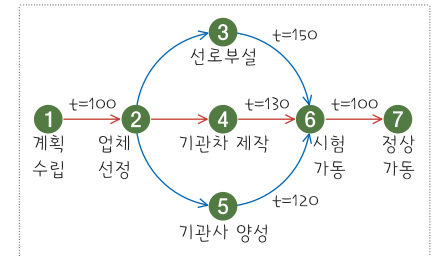 3
t=150
선로부설
t=100
t=130
t=100
1
2
4
6
7
계획
수립
업체
선정
기관차 제작
시험
가동
정상
가동
5
t=120
기관사 양성